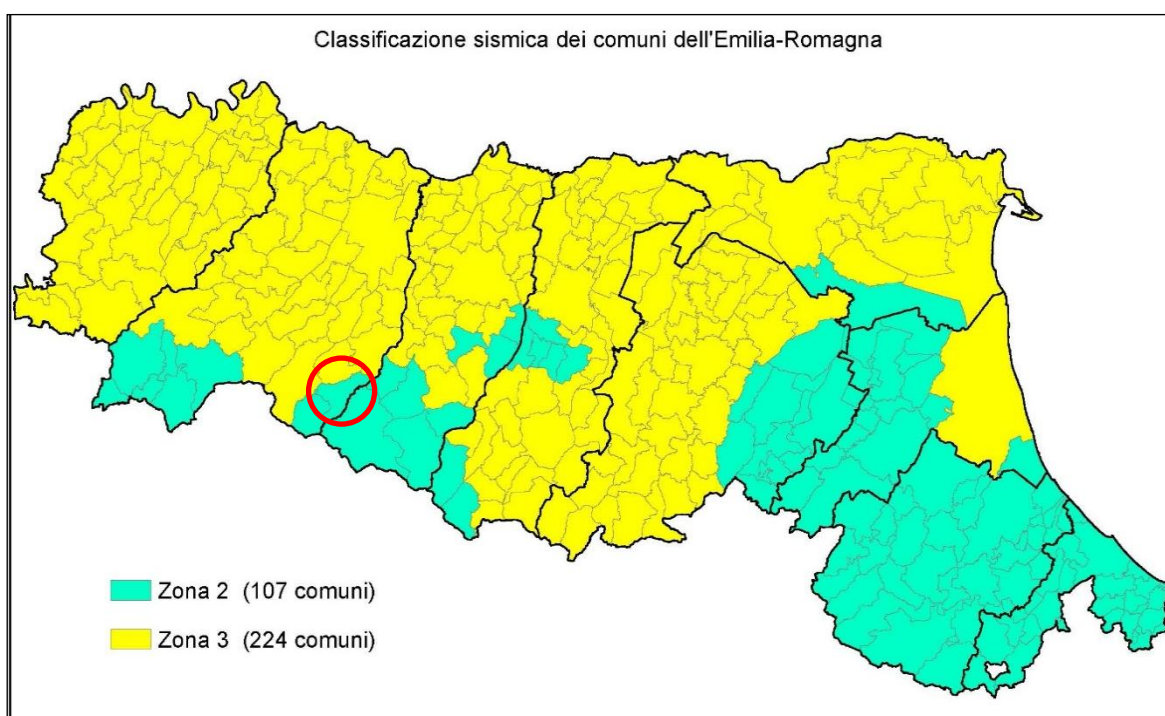 Classificazione sismica dei comuni dell'Emilia-Romagna
Zona 2 (107 comuni)
Zona 3 (224 comuni)